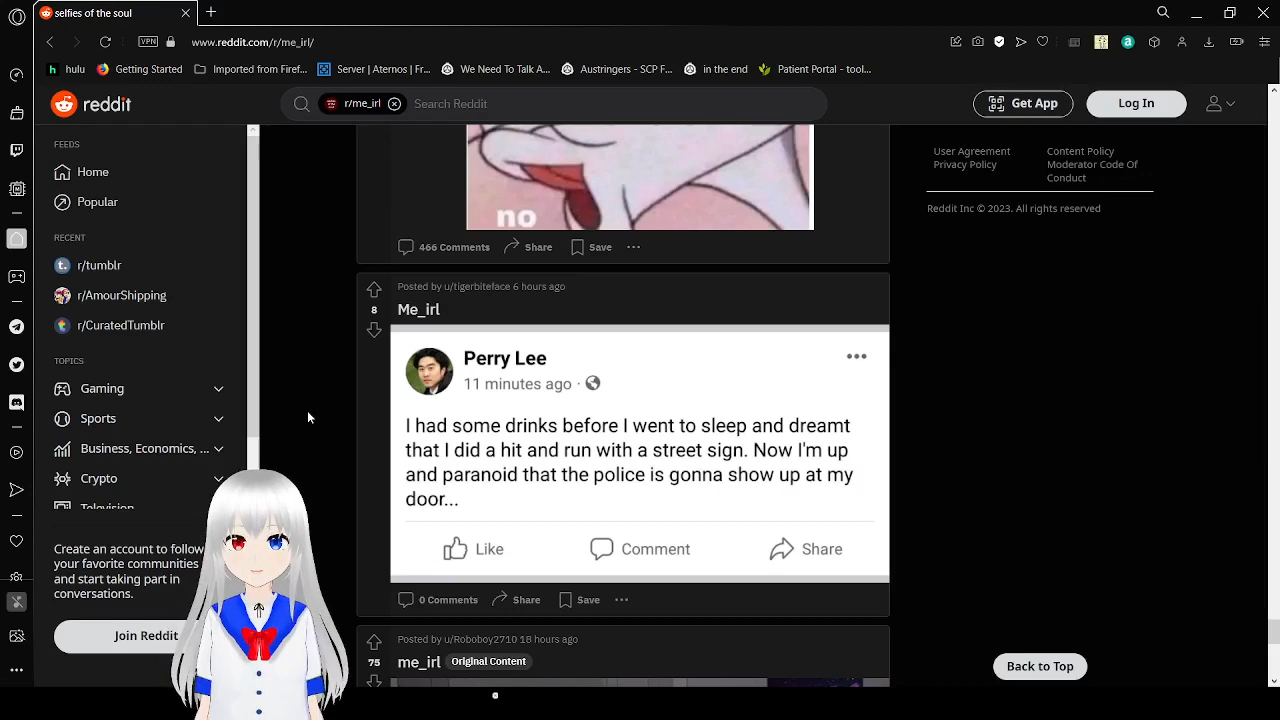 selfies of the soul
VPN
www.reddit.com/r/me_irl/
hulu
Getting Started
Imported from Firef...
Server | Aternos | Fr...
We Need To Talk A...
Austringers - SCP F...
in the end
Patient Portal - tool...
reddit
r/me_irl
Search Reddit
Get App
Log In
FEEDS
Home
Popular
RECENT
r/tumblr
r/AmourShipping
r/CuratedTumblr
TOPICS
Gaming
Sports
Business, Economics, ...
Crypto
Television
Create an account to follow
your favorite communities
and start taking part in
conversations.
Join Reddit
no
466 Comments
Share
Save
Posted by u/tigerbiteface 6 hours ago
8
Me_irl
Perry Lee
11 minutes ago ·
I had some drinks before I went to sleep and dreamt
that I did a hit and run with a street sign. Now I'm up
and paranoid that the police is gonna show up at my
door...
Like
Comment
Share
0 Comments
Share
Save
Posted by u/Roboboy2710 18 hours ago
75
me_irl
Original Content
User Agreement
Privacy Policy
Content Policy
Moderator Code Of
Conduct
Reddit Inc © 2023. All rights reserved
Back to Top